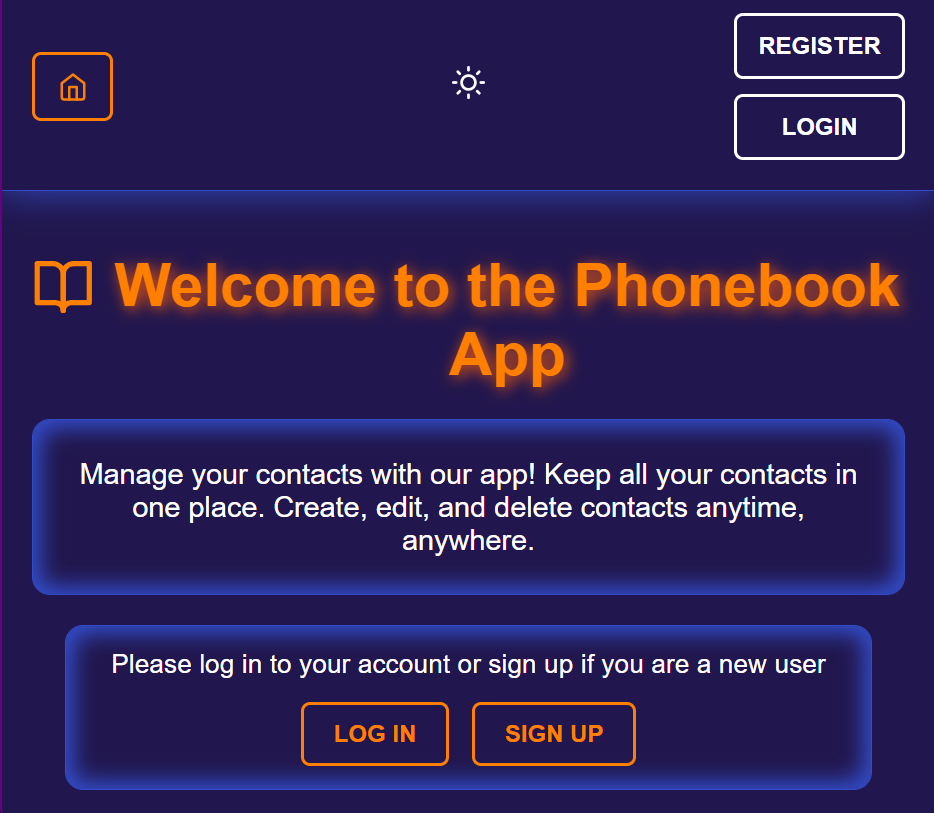 REGISTER
LOGIN
Welcome to the Phonebook
App
Manage your contacts with our app! Keep all your contacts in
one place. Create, edit, and delete contacts anytime,
anywhere.
Please log in to your account or sign up if you are a new user
LOG IN
SIGN UP